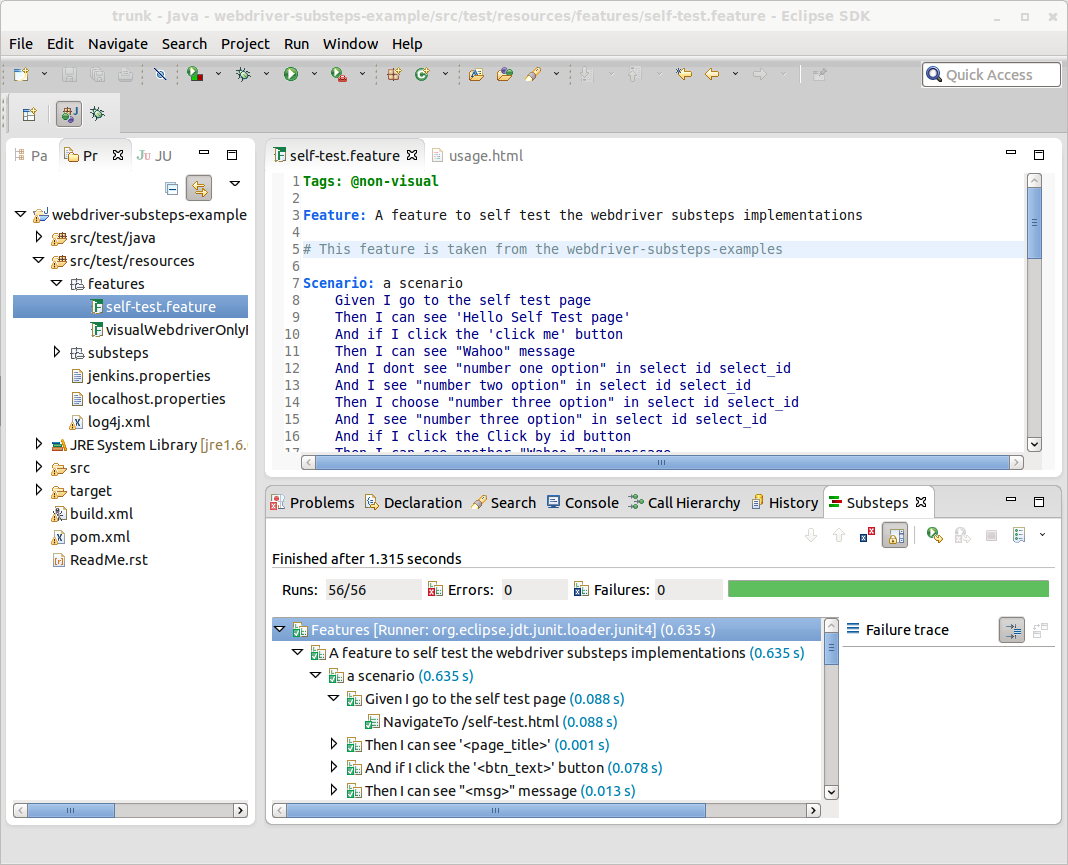 trunk - Java - webdriver-substeps-example/src/test/resources/features/self-test.feature - Eclipse SDK
File Edit Navigate Search Project Run Window Help
Quick Access
Pa Pr JU
webdriver-substeps-example
src/test/java
src/test/resources
features
self-test.feature
visualWebdriverOnly
substeps
jenkins.properties
localhost.properties
log4j.xml
JRE System Library [jre1.6.
src
target
build.xml
pom.xml
ReadMe.rst
self-test.feature usage.html
1 Tags: @non-visual
2
3 Feature: A feature to self test the webdriver substeps implementations
4
5 # This feature is taken from the webdriver-substeps-examples
6
7 Scenario: a scenario
8 Given I go to the self test page
9 Then I can see 'Hello Self Test page'
10 And if I click the 'click me' button
11 Then I can see "Wahoo" message
12 And I dont see "number one option" in select id select_id
13 And I see "number two option" in select id select_id
14 Then I choose "number three option" in select id select_id
15 And I see "number three option" in select id select_id
16 And if I click the Click by id button
17 Then I can see another "Wahoo Two" message
Problems Declaration Search Console Call Hierarchy History Substeps
Finished after 1.315 seconds
Runs: 56/56 Errors: 0 Failures: 0
Features [Runner: org.eclipse.jdt.junit.loader.junit4] (0.635 s)
A feature to self test the webdriver substeps implementations (0.635 s)
a scenario (0.635 s)
Given I go to the self test page (0.088 s)
NavigateTo /self-test.html (0.088 s)
Then I can see '<page_title>' (0.001 s)
And if I click the '<btn_text>' button (0.078 s)
Then I can see "<msg>" message (0.013 s)
Failure trace